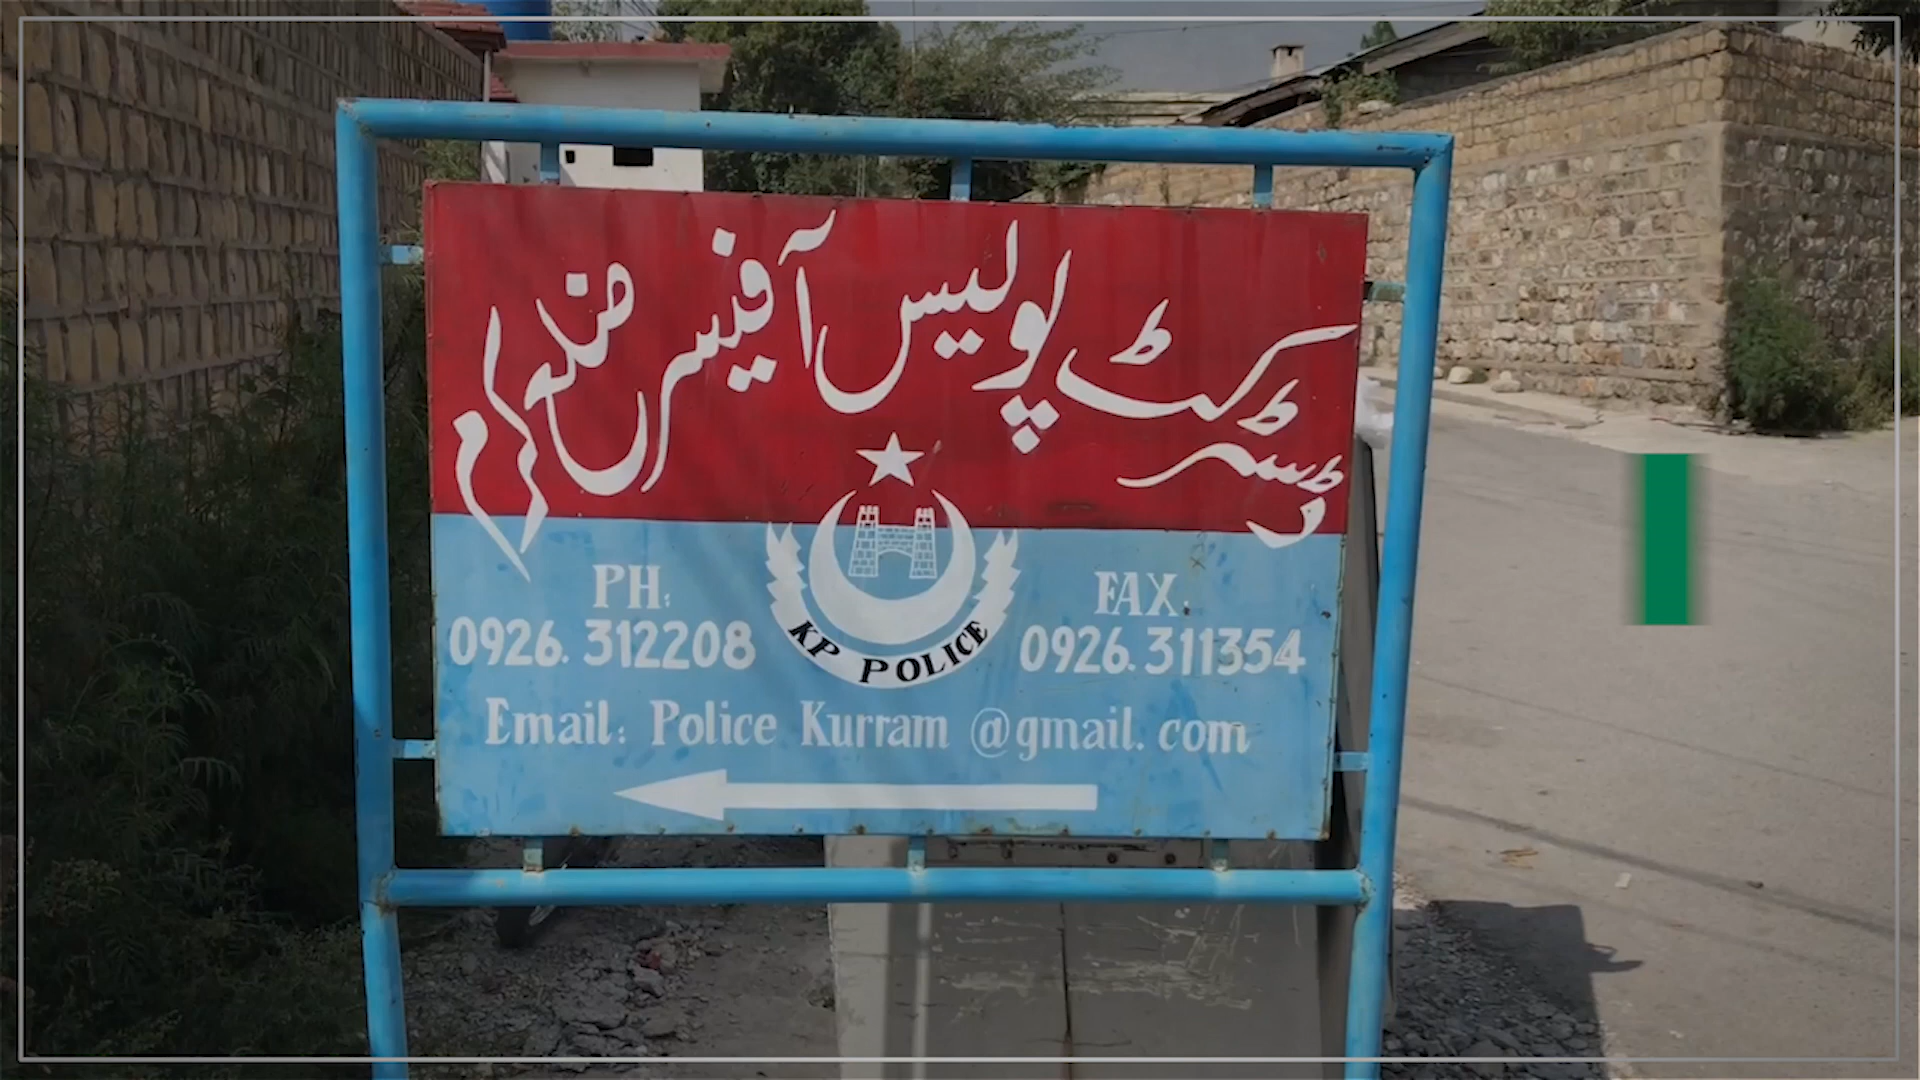 ڈسٹرکٹ پولیس آفیسر ضلع کرم
KP POLICE
PH:
0926. 312208
FAX.
0926. 311354
Email: Police Kurram @gmail. com